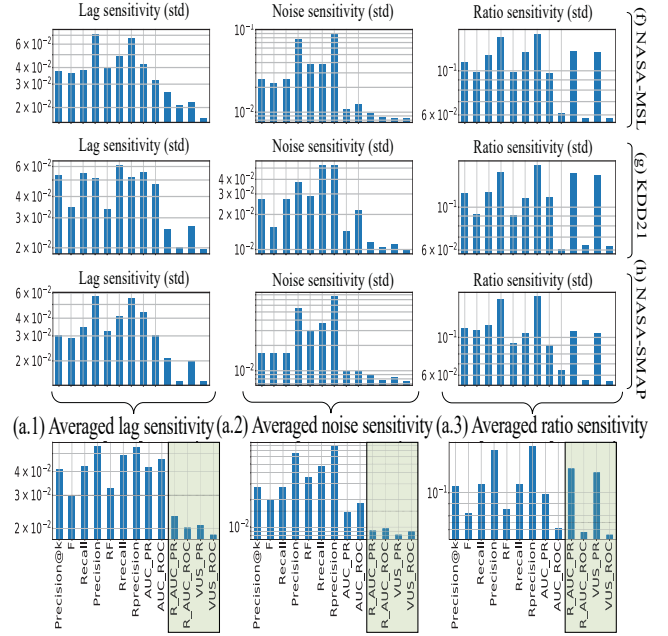 Lag sensitivity (std) Noise sensitivity (std) Ratio sensitivity (std)
6×10⁻² 4×10⁻² 3×10⁻² 2×10⁻²
10⁻¹ 10⁻²
10⁻¹ 6×10⁻²
(f) NASA-MSL
Lag sensitivity (std) Noise sensitivity (std) Ratio sensitivity (std)
6×10⁻² 4×10⁻² 3×10⁻² 2×10⁻²
4×10⁻² 3×10⁻² 2×10⁻² 10⁻²
10⁻¹ 6×10⁻²
(g) KDD21
Lag sensitivity (std) Noise sensitivity (std) Ratio sensitivity (std)
6×10⁻² 4×10⁻² 3×10⁻² 2×10⁻²
10⁻²
10⁻¹ 6×10⁻²
(h) NASA-SMAP
(a.1) Averaged lag sensitivity (a.2) Averaged noise sensitivity (a.3) Averaged ratio sensitivity
4×10⁻² 3×10⁻² 2×10⁻²
10⁻²
10⁻¹
Precision@k F Recall Precision RF Rrecall Rprecision AUC_PR AUC_ROC R_AUC_PR R_AUC_ROC VUS_PR VUS_ROC
Precision@k F Recall Precision RF Rrecall Rprecision AUC_PR AUC_ROC R_AUC_PR R_AUC_ROC VUS_PR VUS_ROC
Precision@k F Recall Precision RF Rrecall Rprecision AUC_PR AUC_ROC R_AUC_PR R_AUC_ROC VUS_PR VUS_ROC